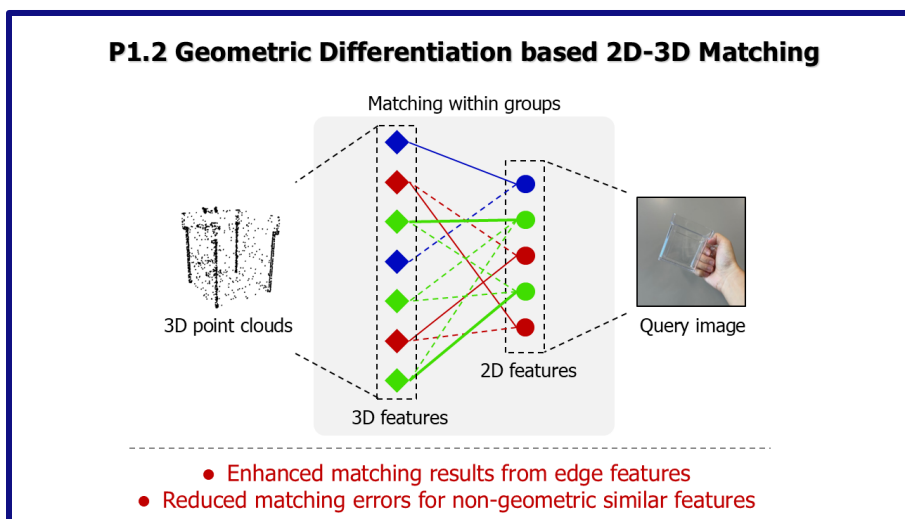 P1.2 Geometric Differentiation based 2D-3D Matching
Matching within groups
3D point clouds
Query image
2D features
3D features
● Enhanced matching results from edge features
● Reduced matching errors for non-geometric similar features